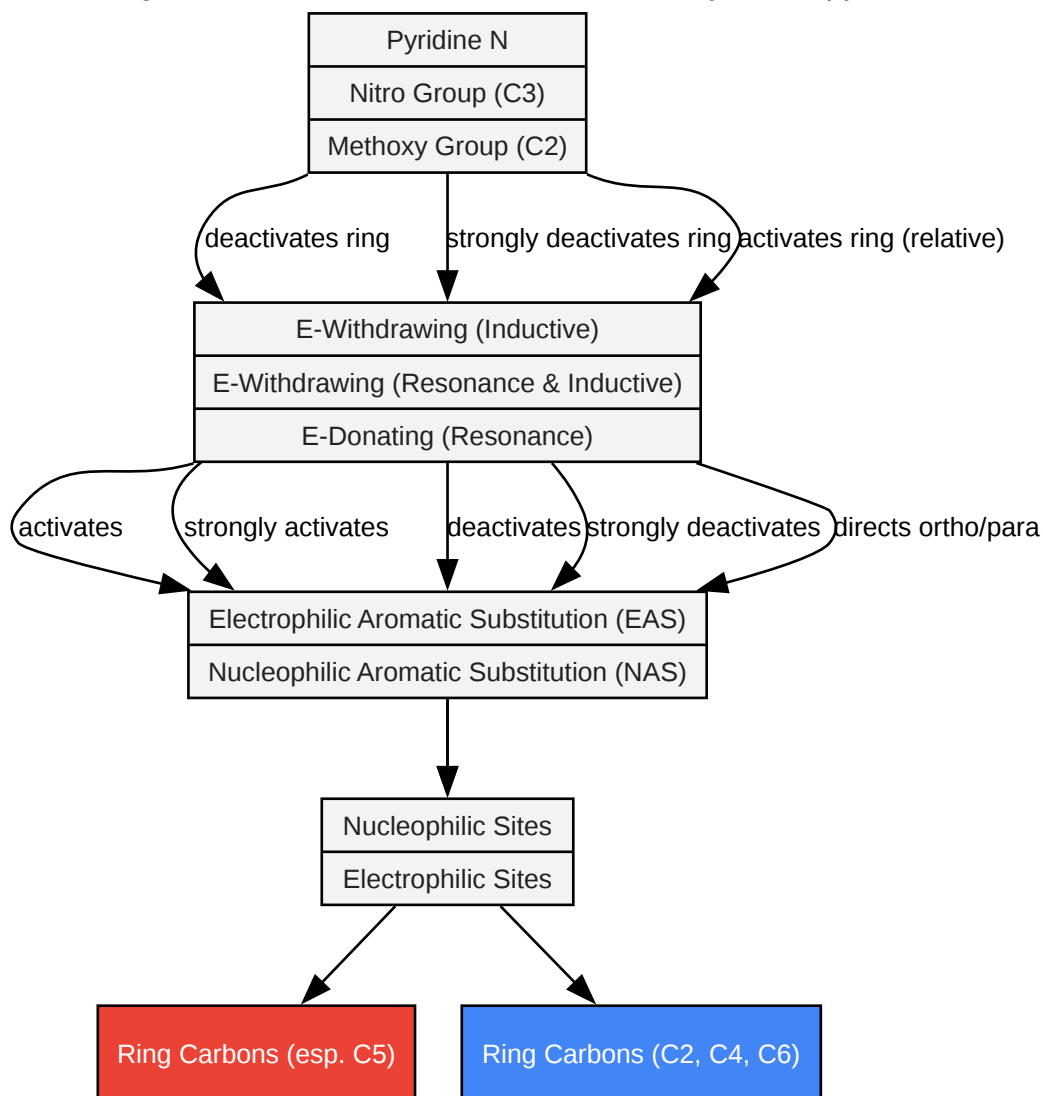 Pyridine N
Nitro Group (C3)
Methoxy Group (C2)
deactivates ring
strongly deactivates ring
activates ring (relative)
E-Withdrawing (Inductive)
E-Withdrawing (Resonance & Inductive)
E-Donating (Resonance)
activates
strongly activates
deactivates
strongly deactivates
directs ortho/para
Electrophilic Aromatic Substitution (EAS)
Nucleophilic Aromatic Substitution (NAS)
Nucleophilic Sites
Electrophilic Sites
Ring Carbons (esp. C5)
Ring Carbons (C2, C4, C6)